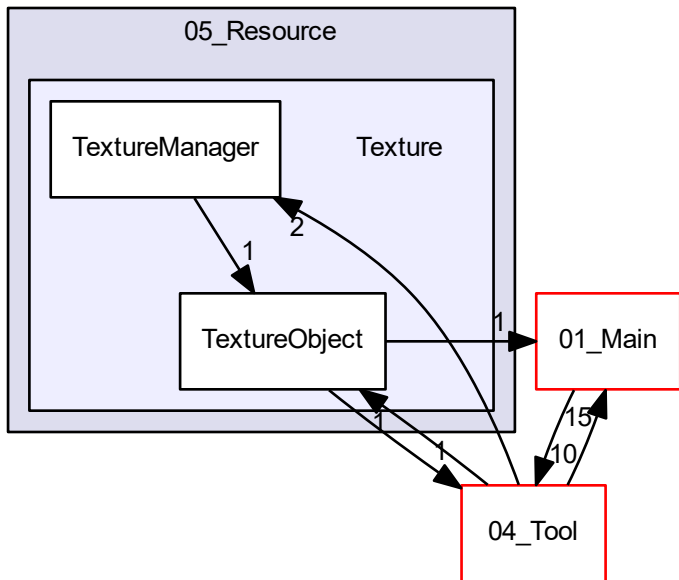 05_Resource
TextureManager
Texture
2
1
TextureObject
1
01_Main
1
15
1
10
04_Tool